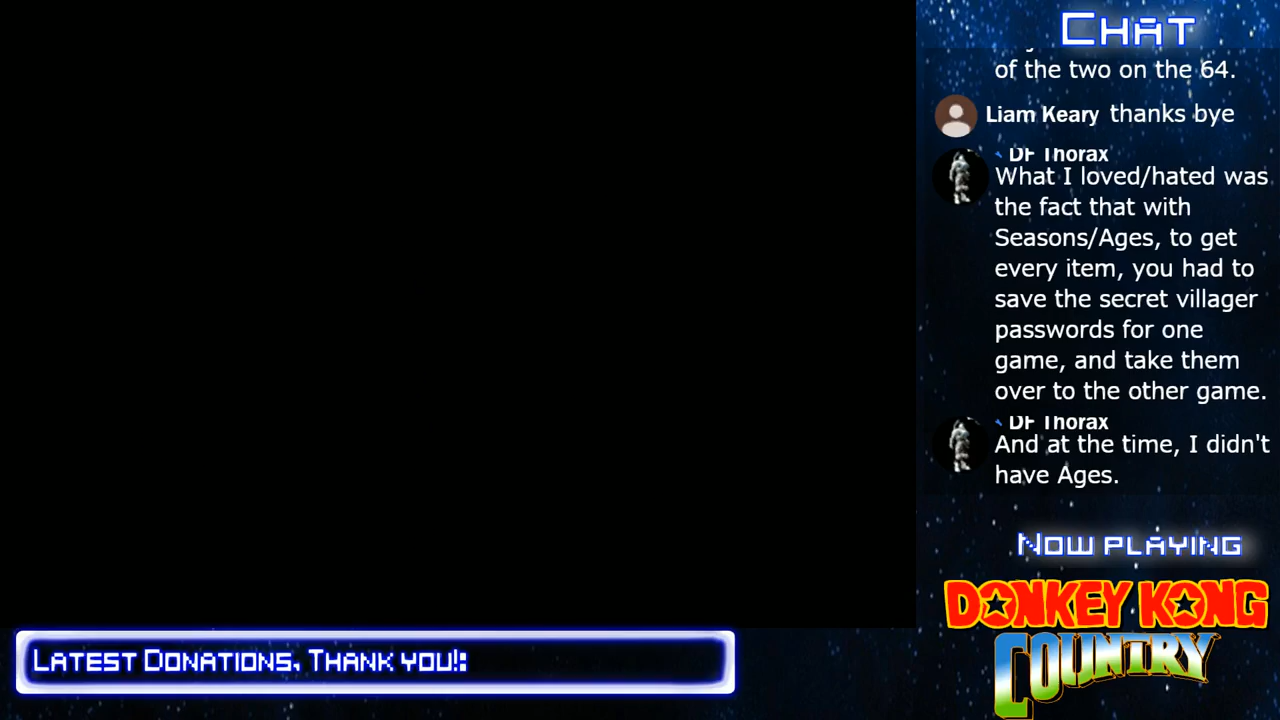 CHAT
of the two on the 64.
Liam Keary thanks bye
DF Thorax
What I loved/hated was
the fact that with
Seasons/Ages, to get
every item, you had to
save the secret villager
passwords for one
game, and take them
over to the other game.
DF Thorax
And at the time, I didn't
have Ages.
NOW PLAYING
DONKEY KONG
COUNTRY
LATEST DONATIONS, THANK YOU!: